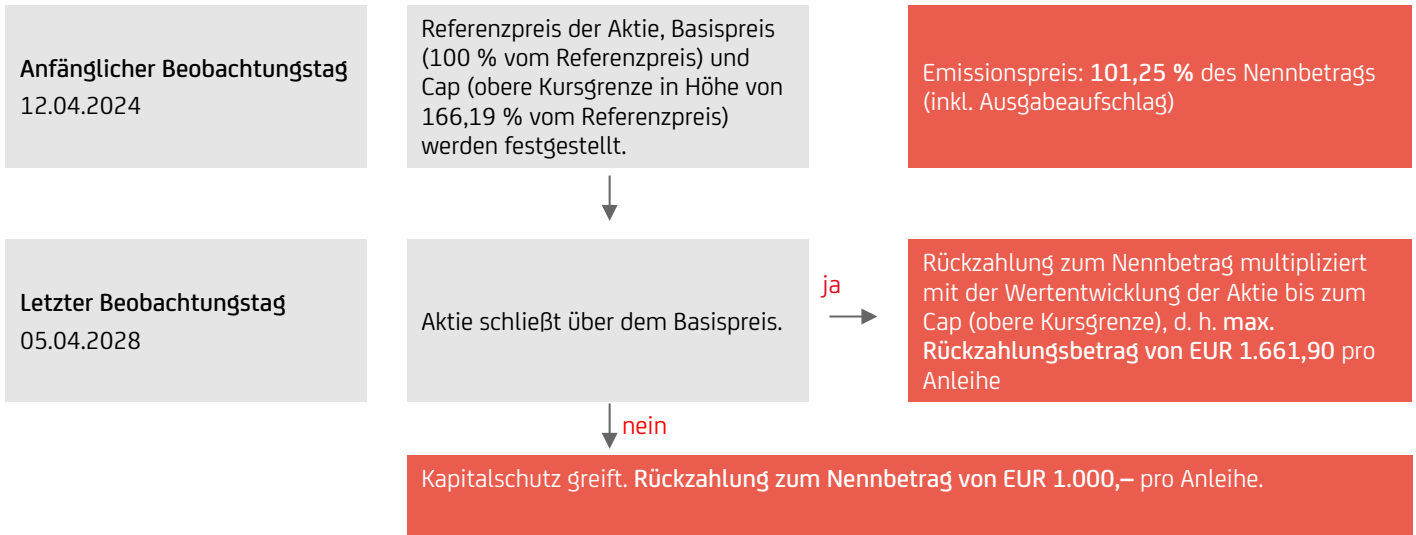 Anfänglicher Beobachtungstag
12.04.2024
Referenzpreis der Aktie, Basispreis
(100 % vom Referenzpreis) und
Cap (obere Kursgrenze in Höhe von
166,19 % vom Referenzpreis)
werden festgestellt.
Emissionspreis: 101,25 % des Nennbetrags
(inkl. Ausgabeaufschlag)
Letzter Beobachtungstag
05.04.2028
Aktie schließt über dem Basispreis.
ja
Rückzahlung zum Nennbetrag multipliziert
mit der Wertentwicklung der Aktie bis zum
Cap (obere Kursgrenze), d. h. max.
Rückzahlungsbetrag von EUR 1.661,90 pro
Anleihe
nein
Kapitalschutz greift. Rückzahlung zum Nennbetrag von EUR 1.000,– pro Anleihe.